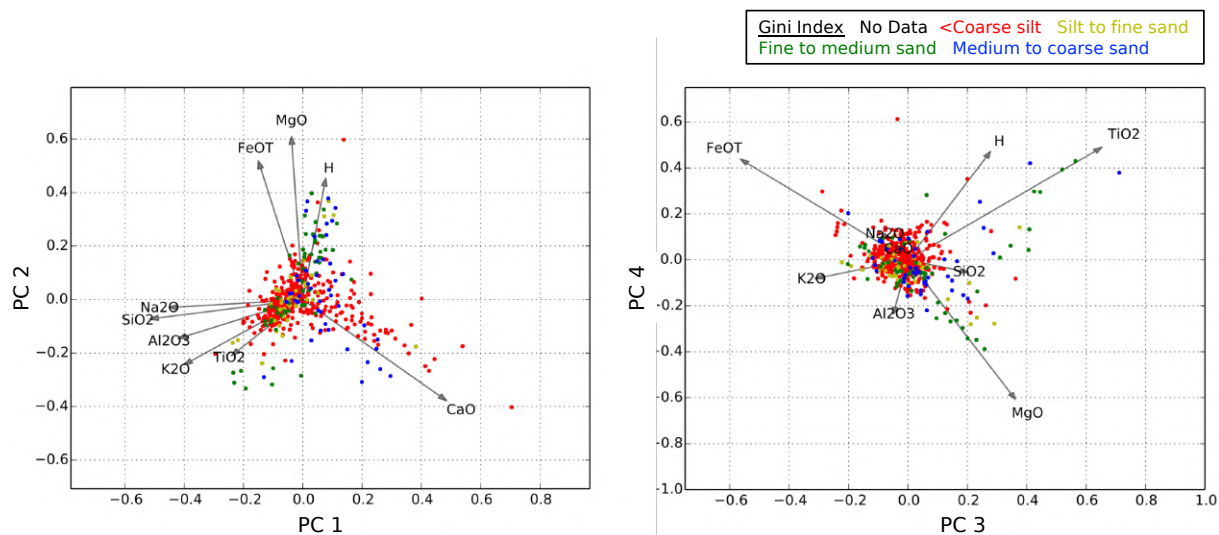 Gini Index No Data <Coarse silt Silt to fine sand
Fine to medium sand Medium to coarse sand
MgO
FeOT
H
Na2O
SiO2
Al2O3
K2O
TiO2
CaO
0.6
0.4
0.2
0.0
−0.2
−0.4
−0.6
−0.6 −0.4 −0.2 0.0 0.2 0.4 0.6 0.8
PC 2
PC 1
FeOT
H
TiO2
Na2O
CaO
K2O
SiO2
Al2O3
MgO
0.6
0.4
0.2
0.0
-0.2
−0.4
−0.6
−0.8
-1.0
−0.6 −0.4 −0.2 0.0 0.2 0.4 0.6 0.8 1.0
PC 4
PC 3